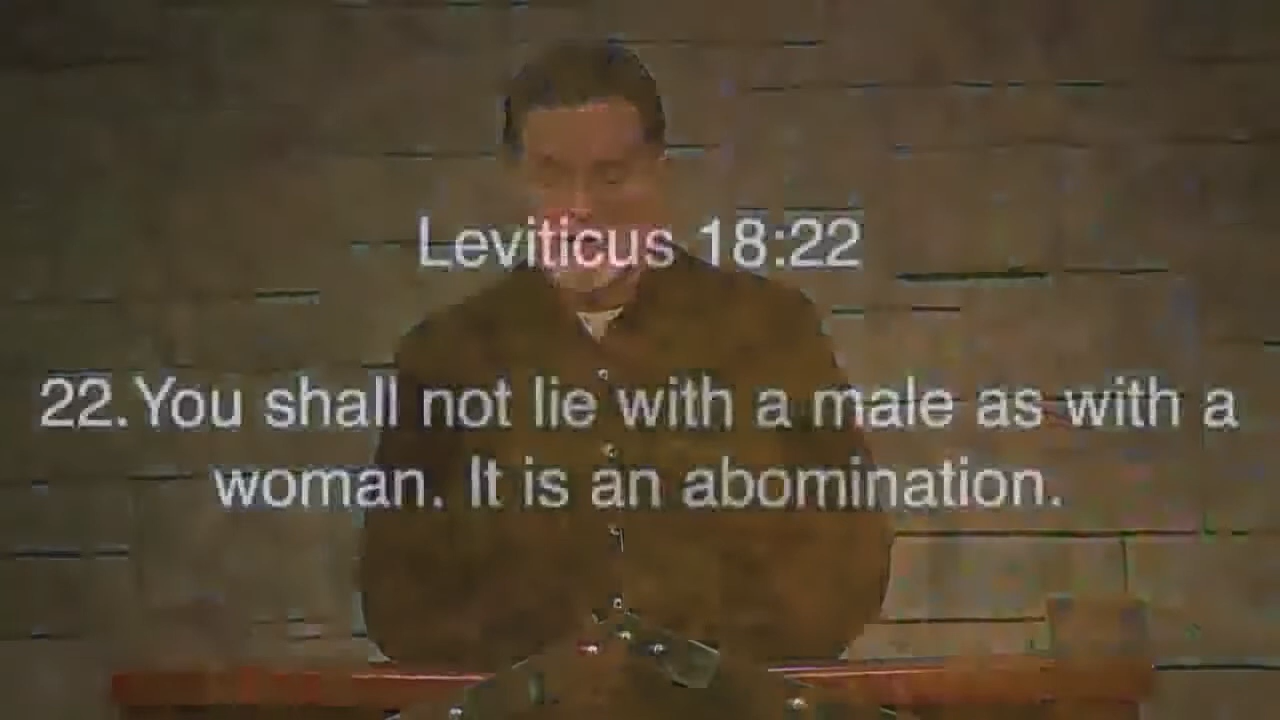 Leviticus 18:22
22.You shall not lie with a male as with a
woman. It is an abomination.